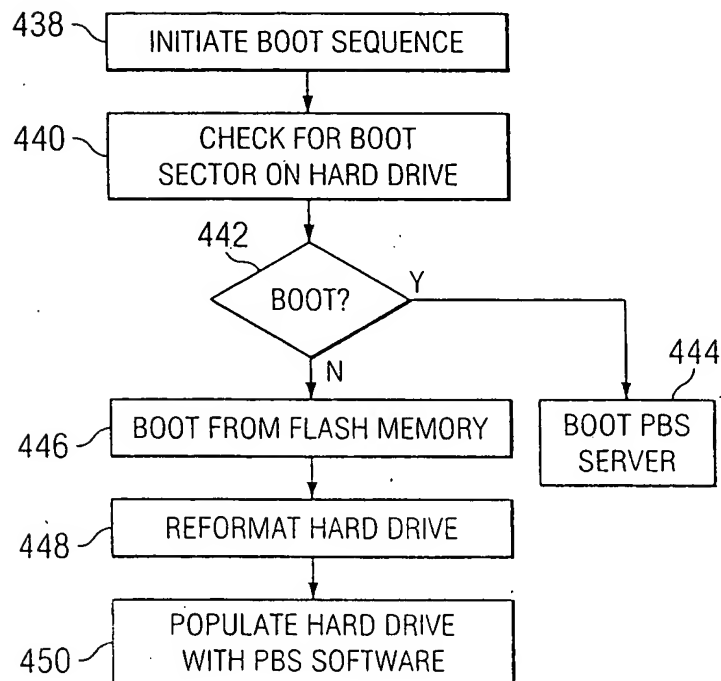 438
INITIATE BOOT SEQUENCE
440
CHECK FOR BOOT
SECTOR ON HARD DRIVE
442
BOOT?
Y
N
444
BOOT PBS
SERVER
446
BOOT FROM FLASH MEMORY
448
REFORMAT HARD DRIVE
450
POPULATE HARD DRIVE
WITH PBS SOFTWARE